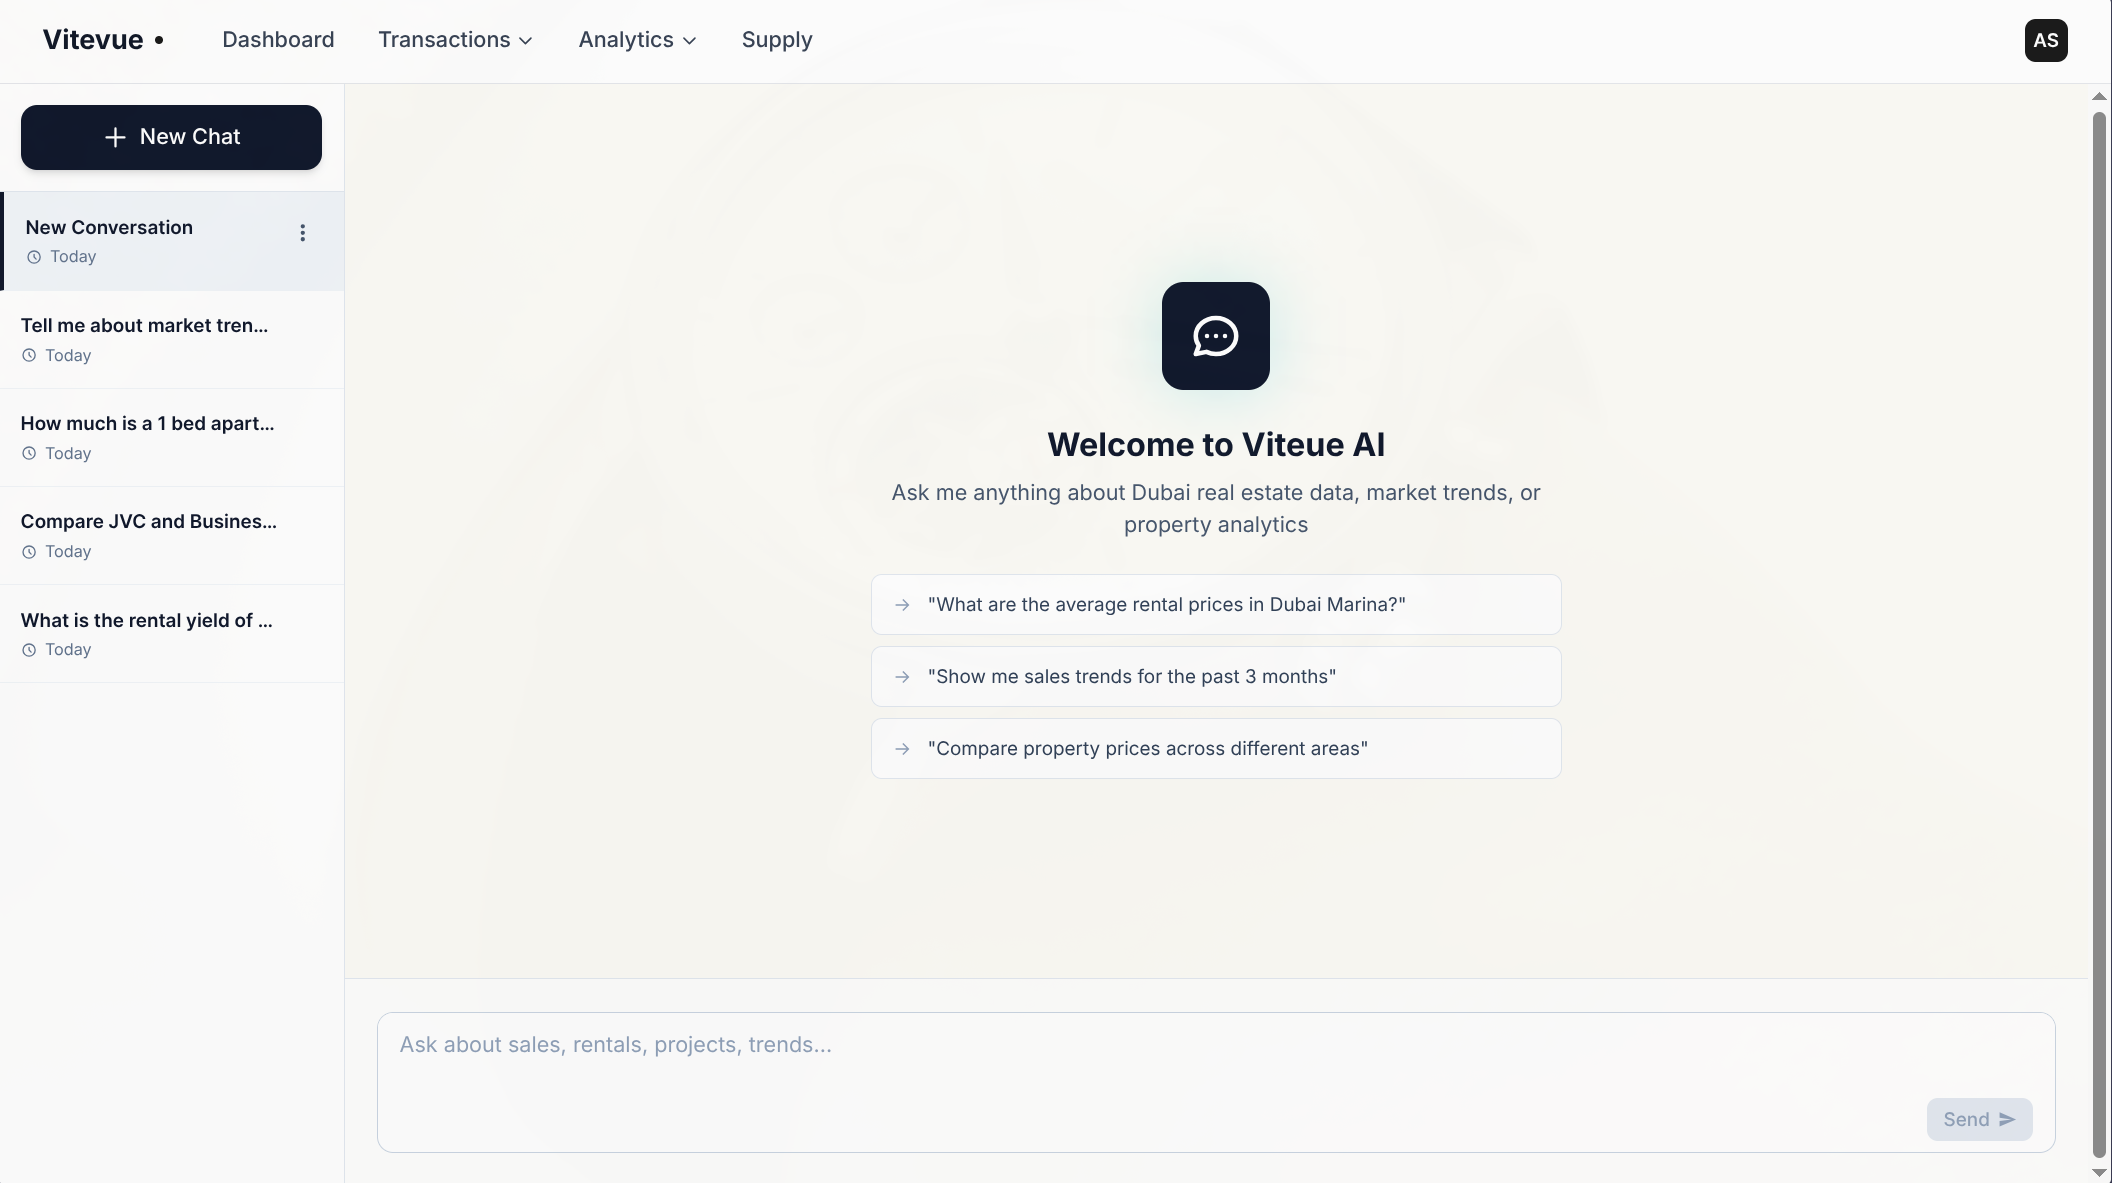 Vitevue •
Dashboard
Transactions
Analytics
Supply
AS
New Chat
New Conversation
Today
Tell me about market tren...
Today
How much is a 1 bed apart...
Today
Compare JVC and Busines...
Today
What is the rental yield of ...
Today
Welcome to Viteue AI
Ask me anything about Dubai real estate data, market trends, or
property analytics
"What are the average rental prices in Dubai Marina?"
"Show me sales trends for the past 3 months"
"Compare property prices across different areas"
Ask about sales, rentals, projects, trends...
Send